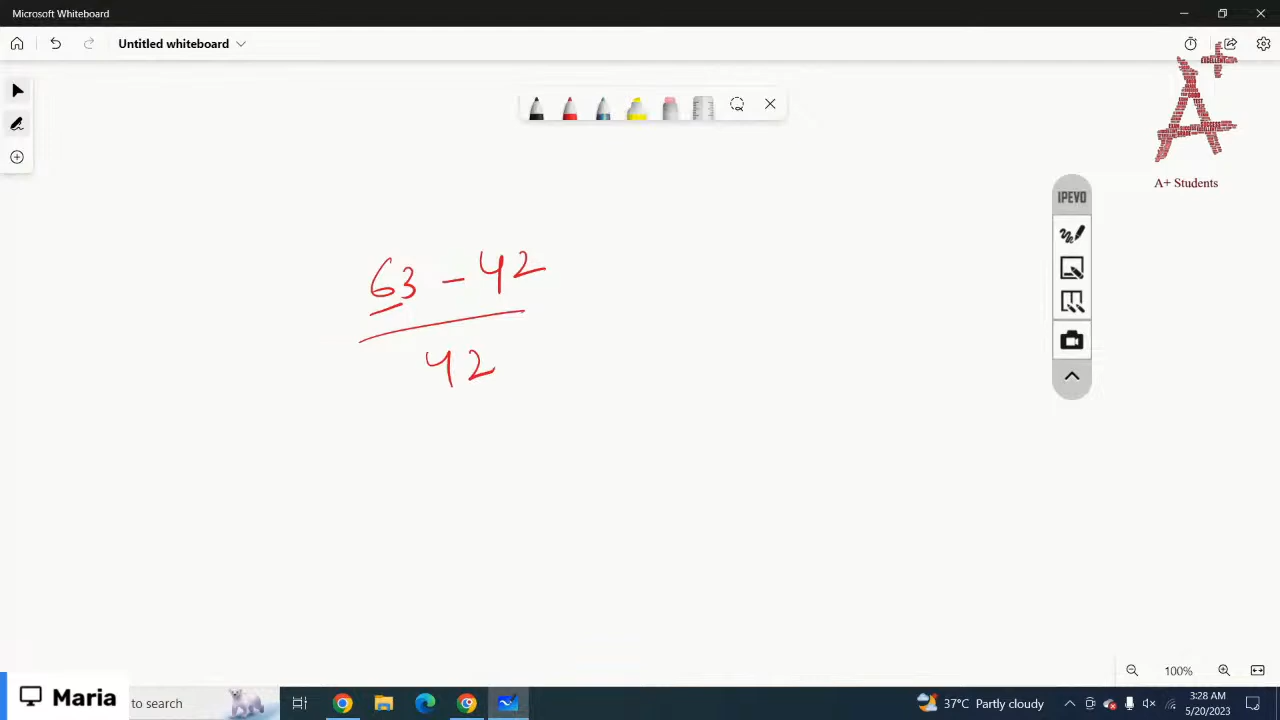 Microsoft Whiteboard
Untitled whiteboard
A+ Students
IPEVO
63 - 42
42
100%
Maria
to search
37°C Partly cloudy
3:28 AM
5/20/2023